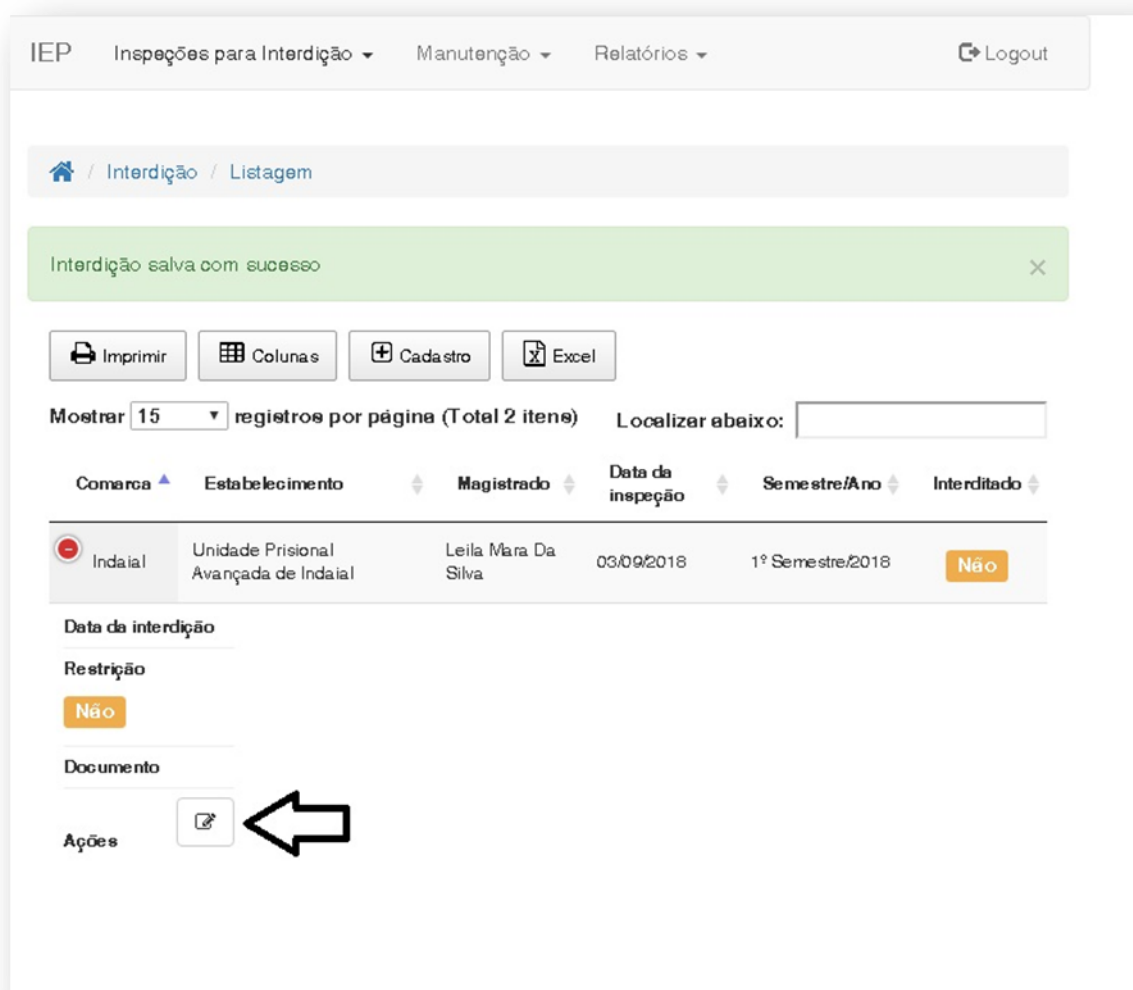 IEP Inspeções para Interdição Manutenção Relatórios Logout
/ Interdição / Listagem
Interdição salva com sucesso ×
Imprimir Colunas Cadastro Excel
Mostrar 15 registros por página (Total 2 itens) Localizar abaixo:
Comarca Estabelecimento Magistrado Data da inspeção Semestre/Ano Interditado
Indaial Unidade Prisional Avançada de Indaial Leila Mara Da Silva 03/09/2018 1º Semestre/2018 Não
Data da interdição
Restrição
Não
Documento
Ações